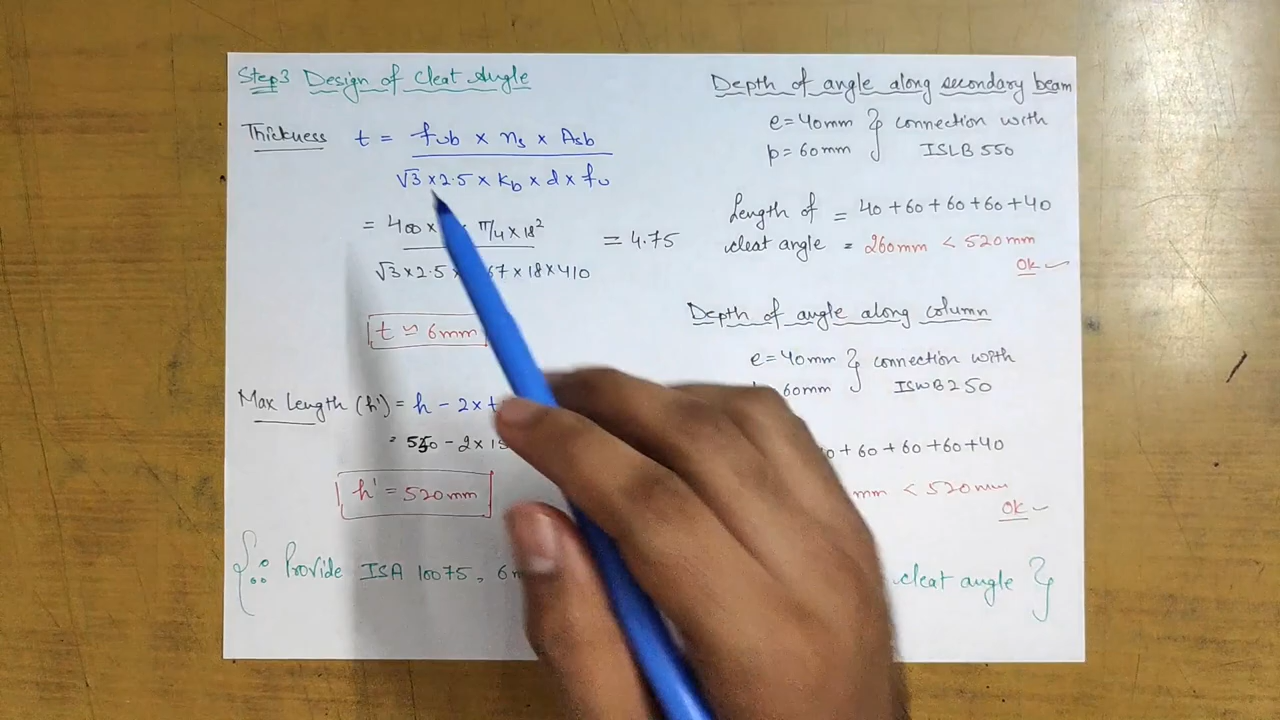 Step3 Design of Cleat Angle
Thickness t = fub × ns × Asb
√3 × 2.5 × kb × d × fu
= 400 × π/4 × 18²
√3 × 2.5 × 67 × 18 × 410
= 4.75
t ≃ 6mm
Max Length (h') = h - 2 × t
= 550 - 2 × 15
h' = 520mm
Depth of angle along secondary beam
e = 40mm } connection with
p = 60mm ISLB 550
Length of = 40 + 60 + 60 + 60 + 40
cleat angle = 260mm < 520mm
Ok ✓
Depth of angle along column
e = 40mm } connection with
60mm ISWB 250
+ 60 + 60 + 60 + 40
mm < 520mm
Ok ✓
{ ∴ Provide ISA 10075, 6 cleat angle }